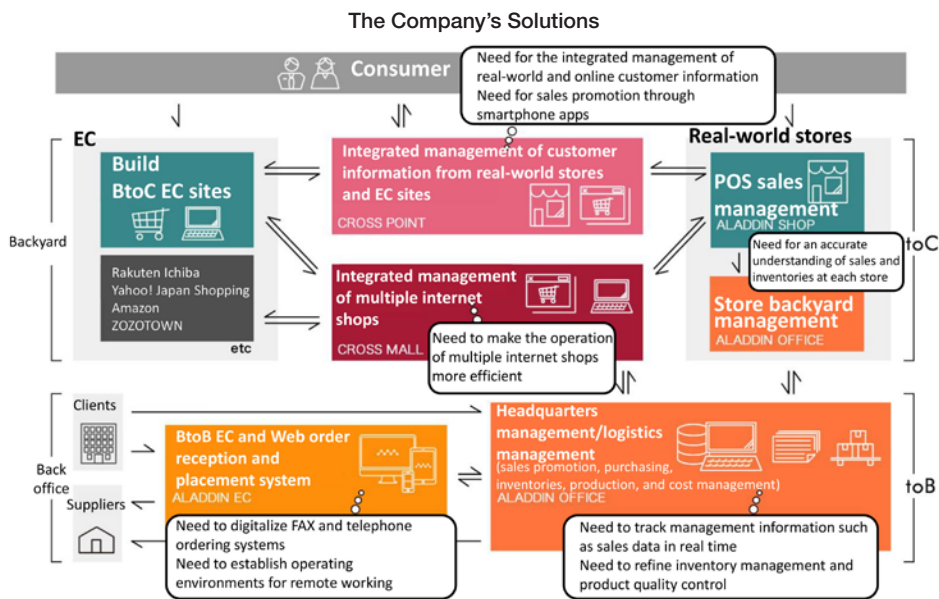 The Company's Solutions
Consumer
Need for the integrated management of
real-world and online customer information
Need for sales promotion through
smartphone apps
EC
Build
BtoC EC sites
Integrated management of customer
information from real-world stores
and EC sites
CROSS POINT
Real-world stores
POS sales
management
ALADDIN SHOP
Need for an accurate
understanding of sales and
inventories at each store
Backyard
toC
Rakuten Ichiba
Yahoo! Japan Shopping
Amazon
ZOZOTOWN
etc
Integrated management
of multiple internet
shops
CROSS MALL
Need to make the operation
of multiple internet shops
more efficient
Store backyard
management
ALADDIN OFFICE
Clients
Back
office
Suppliers
BtoB EC and Web order
reception and
placement system
ALADDIN EC
Need to digitalize FAX and telephone
ordering systems
Need to establish operating
environments for remote working
Headquarters
management/logistics
management
(sales promotion, purchasing,
inventories, production, and cost management)
ALADDIN OFFICE
Need to track management information such
as sales data in real time
Need to refine inventory management and
product quality control
toB